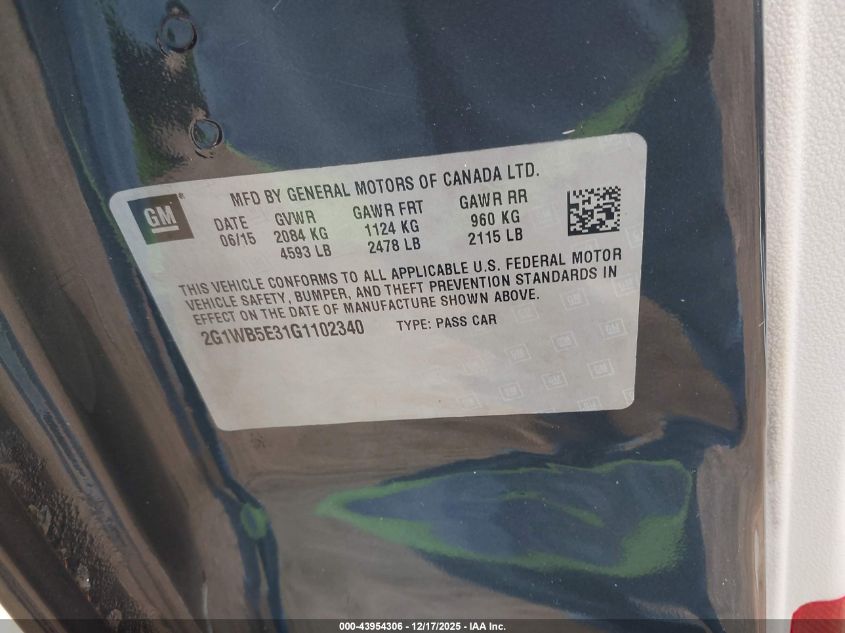 GM
MFD BY GENERAL MOTORS OF CANADA LTD.
DATE GVWR GAWR FRT GAWR RR
06/15 2084 KG 1124 KG 960 KG
4593 LB 2478 LB 2115 LB
THIS VEHICLE CONFORMS TO ALL APPLICABLE U.S. FEDERAL MOTOR
VEHICLE SAFETY, BUMPER, AND THEFT PREVENTION STANDARDS IN
EFFECT ON THE DATE OF MANUFACTURE SHOWN ABOVE.
2G1WB5E31G1102340 TYPE: PASS CAR
000-43954306 - 12/17/2025 - IAA Inc.